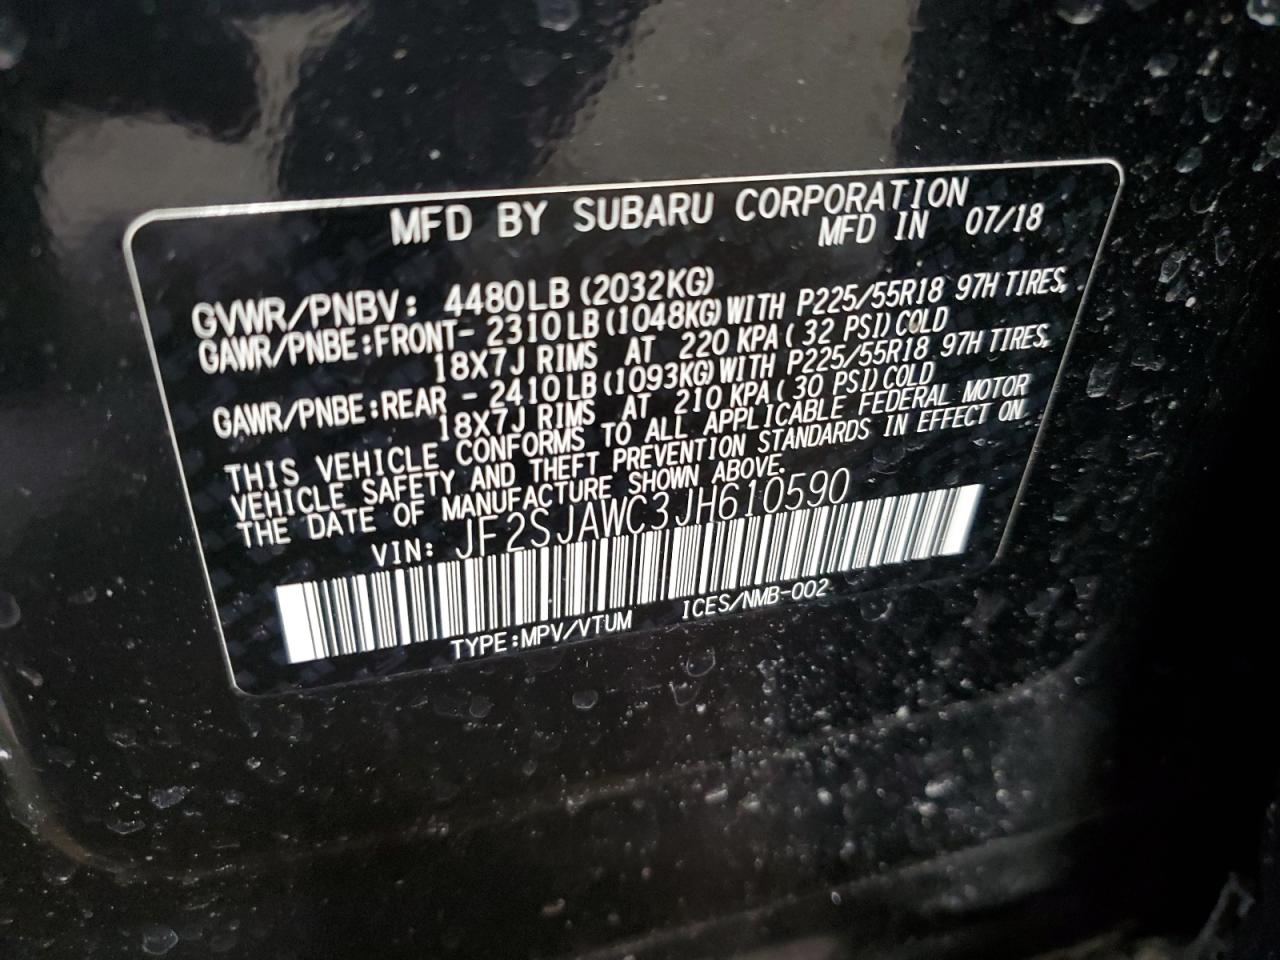 MFD BY SUBARU CORPORATION
MFD IN 07/18
GVWR/PNBV: 4480LB (2032KG)
GAWR/PNBE:FRONT- 2310LB (1048KG) WITH P225/55R18 97H TIRES,
18X7J RIMS AT 220 KPA (32 PSI) COLD
GAWR/PNBE:REAR - 2410LB (1093KG) WITH P225/55R18 97H TIRES,
18X7J RIMS AT 210 KPA (30 PSI) COLD
THIS VEHICLE CONFORMS TO ALL APPLICABLE FEDERAL MOTOR
VEHICLE SAFETY AND THEFT PREVENTION STANDARDS IN EFFECT ON
THE DATE OF MANUFACTURE SHOWN ABOVE.
VIN: JF2SJAWC3JH610590
TYPE:MPV/VTUM ICES/NMB-002